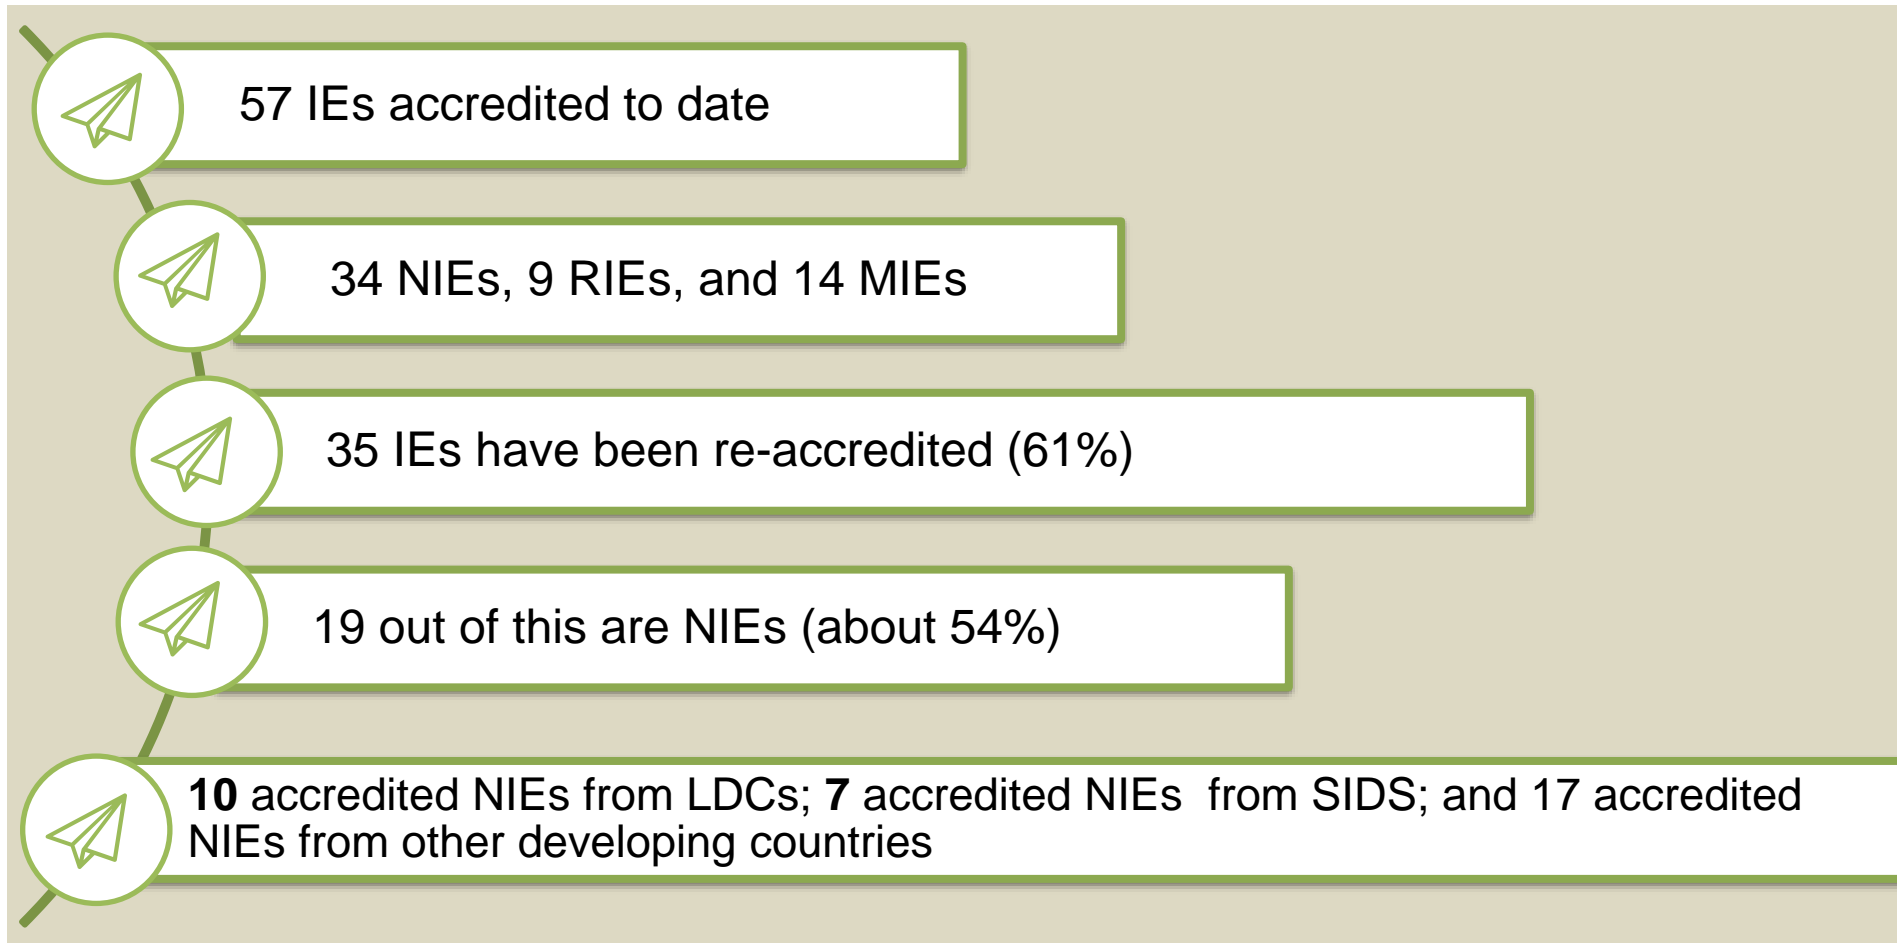 57 IEs accredited to date
34 NIEs, 9 RIEs, and 14 MIEs
35 IEs have been re-accredited (61%)
19 out of this are NIEs (about 54%)
10 accredited NIEs from LDCs; 7 accredited NIEs  from SIDS; and 17 accredited
NIEs from other developing countries